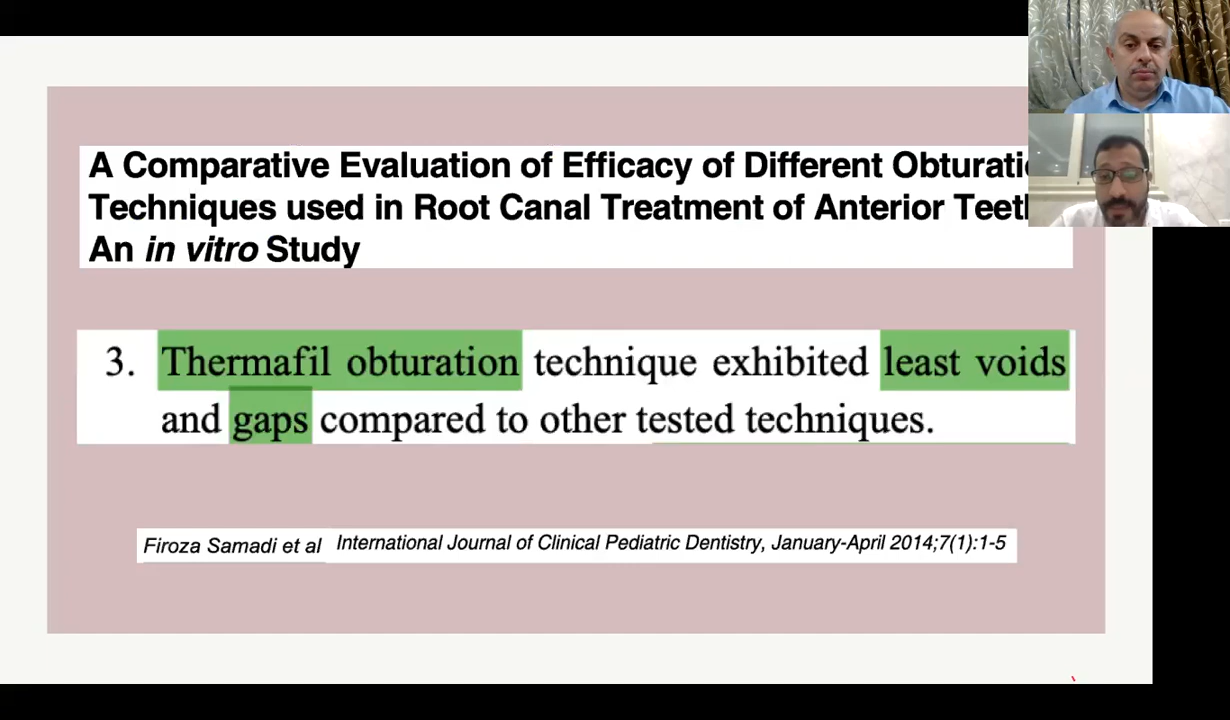 A Comparative Evaluation of Efficacy of Different
Techniques used in Root Canal Treatment of Anterior
An in vitro Study
3. Thermafil obturation technique exhibited least voids
and gaps compared to other tested techniques.
Firoza Samadi et al International Journal of Clinical Pediatric Dentistry, January-April 2014;7(1):1-5